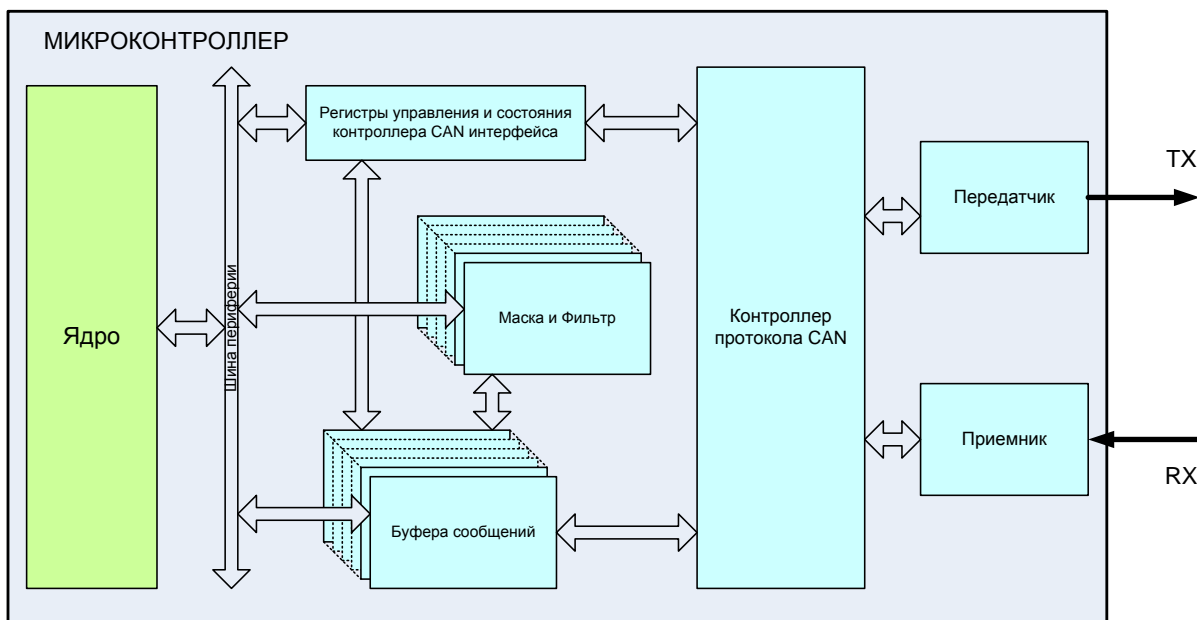 МИКРОКОНТРОЛЛЕР
Регистры управления и состояния
контроллера CAN интерфейса
TX
Передатчик
Шина периферии
Ядро
Маска и Фильтр
Контроллер
протокола CAN
Приемник
RX
Буфера сообщений